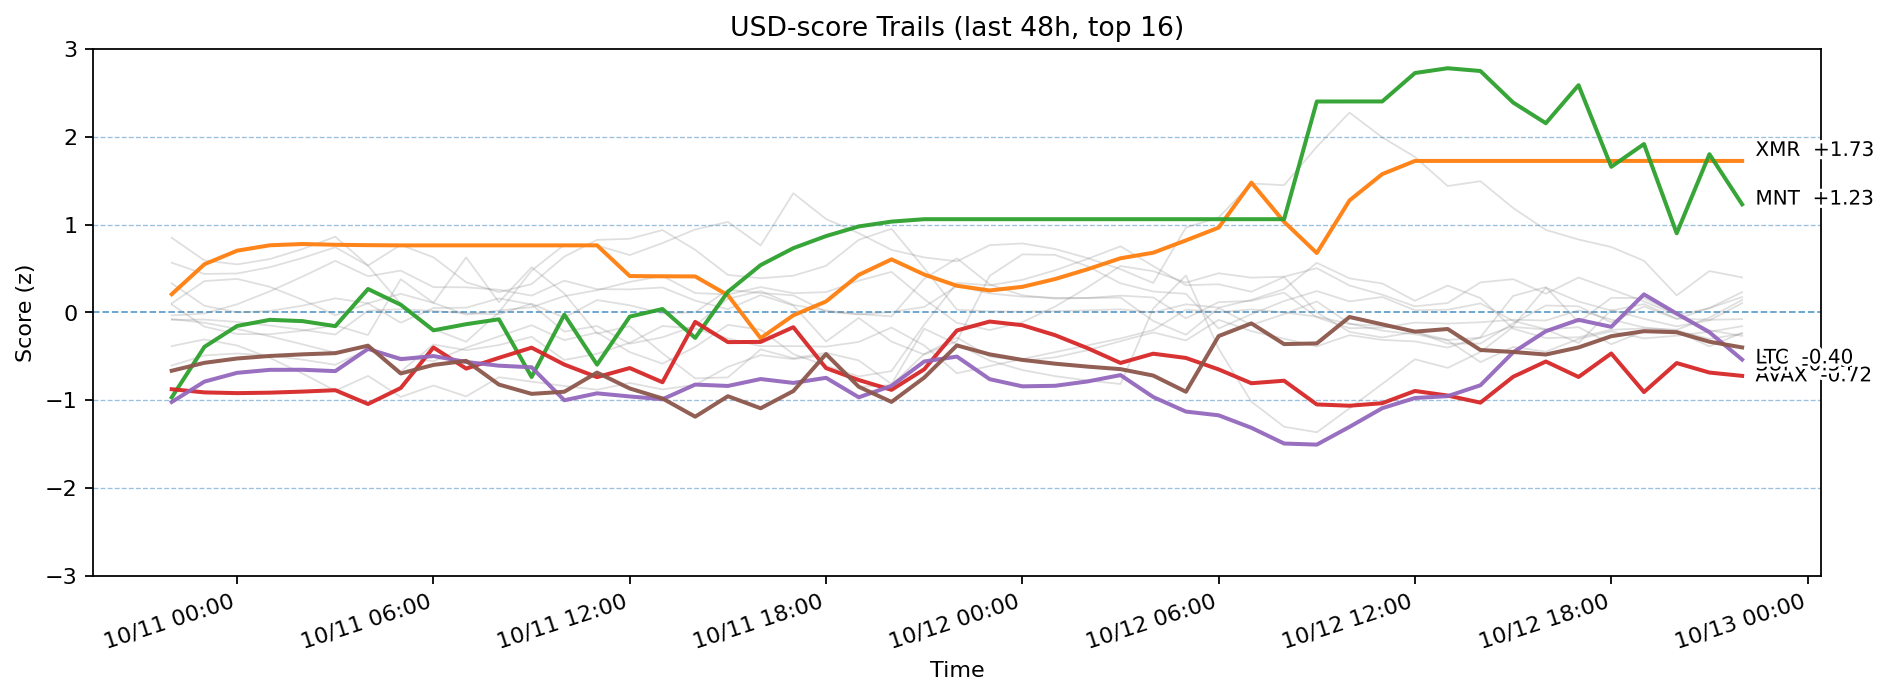 USD-score Trails (last 48h, top 16)
3
2
1
0
−1
−2
−3
Score (z)
XMR +1.73
MNT +1.23
LTC -0.40
AVAX -0.72
10/11 00:00
10/11 06:00
10/11 12:00
10/11 18:00
10/12 00:00
10/12 06:00
10/12 12:00
10/12 18:00
10/13 00:00
Time